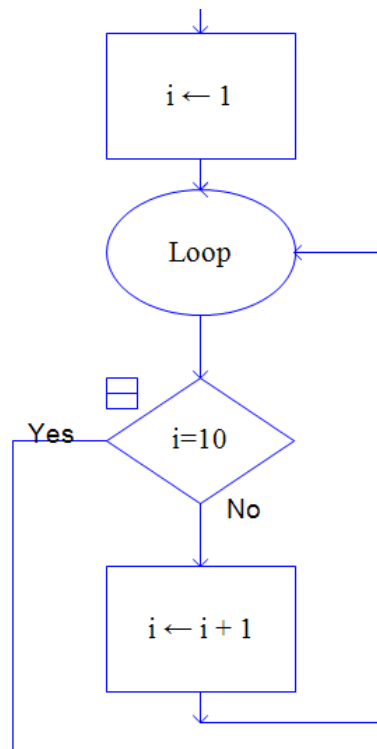 i ← 1
Loop
Yes
i=10
No
i ← i + 1